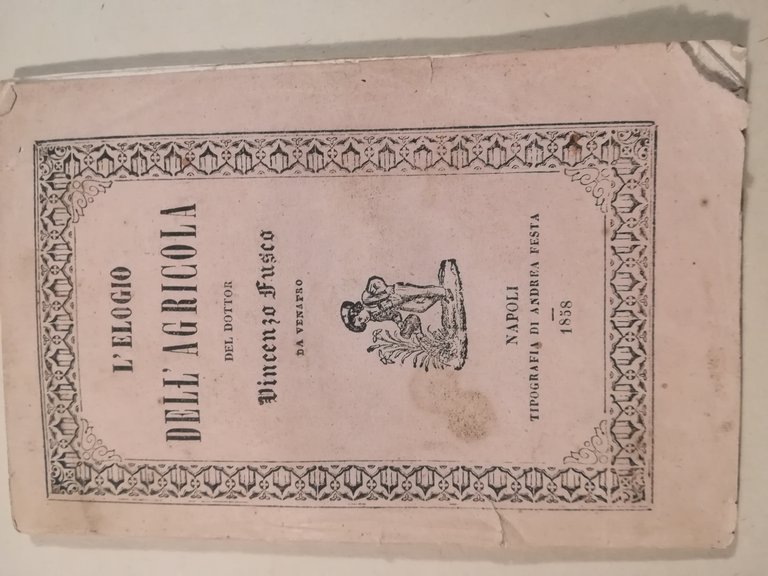 L'ELOGIO
DELL'AGRICOLA
DEL DOTTOR
Vincenzo Fusco
DA VENAFRO
NAPOLI
TIPOGRAFIA DI ANDREA FESTA
1858